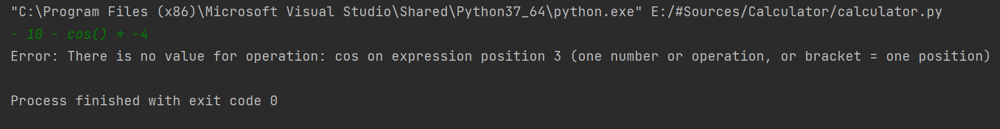 "C:\Program Files (x86)\Microsoft Visual Studio\Shared\Python37_64\python.exe" E:/#Sources/Calculator/calculator.py
- 10 - cos() * -4
Error: There is no value for operation: cos on expression position 3 (one number or operation, or bracket = one position)
Process finished with exit code 0